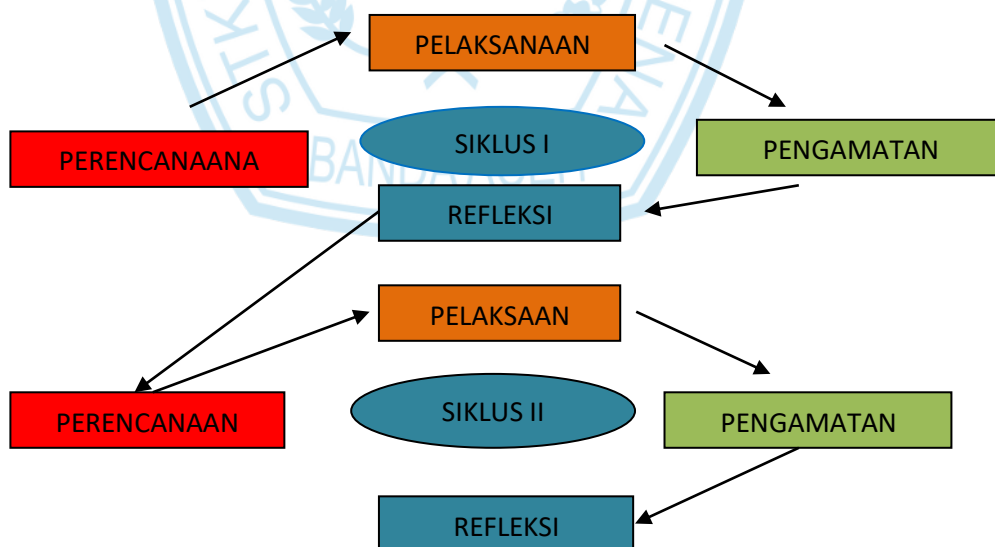 PELAKSANAAN
SIKLUS I
PERENCANAANA
PENGAMATAN
REFLEKSI
PELAKSAAN
PERENCANAAN
SIKLUS II
PENGAMATAN
REFLEKSI